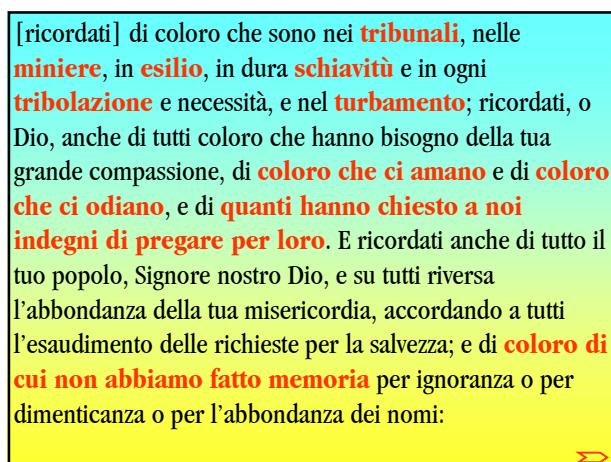 [ricordati] di coloro che sono nei tribunali, nelle
miniere, in esilio, in dura schiavitù e in ogni
tribolazione e necessità, e nel turbamento; ricordati, o
Dio, anche di tutti coloro che hanno bisogno della tua
grande compassione, di coloro che ci amano e di coloro
che ci odiano, e di quanti hanno chiesto a noi
indegni di pregare per loro. E ricordati anche di tutto il
tuo popolo, Signore nostro Dio, e su tutti riversa
l’abbondanza della tua misericordia, accordando a tutti
l’esaudimento delle richieste per la salvezza; e di coloro di
cui non abbiamo fatto memoria per ignoranza o per
dimenticanza o per l’abbondanza dei nomi: